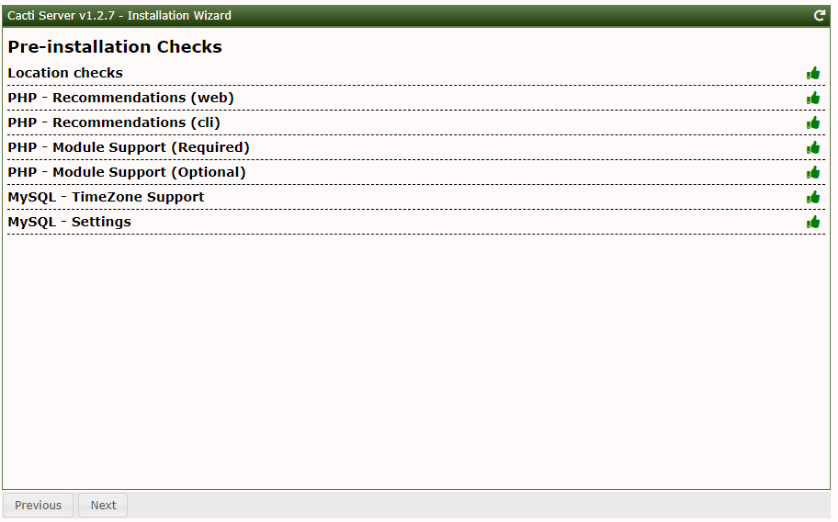 Cacti Server v1.2.7 - Installation Wizard
Pre-installation Checks
Location checks
PHP - Recommendations (web)
PHP - Recommendations (cli)
PHP - Module Support (Required)
PHP - Module Support (Optional)
MySQL - TimeZone Support
MySQL - Settings
Previous Next